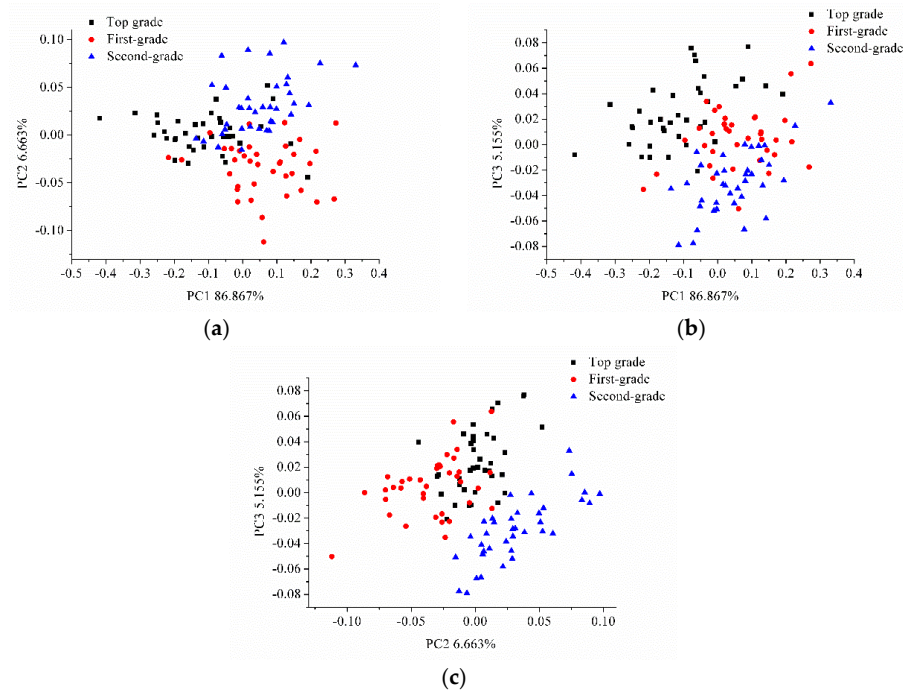 Top grade
First-grade
Second-grade
0.10
0.05
0.00
-0.05
-0.10
PC2 6.663%
-0.5 -0.4 -0.3 -0.2 -0.1 0.0 0.1 0.2 0.3 0.4
PC1 86.867%
(a)
Top grade
First-grade
Second-grade
0.08
0.06
0.04
0.02
0.00
-0.02
-0.04
-0.06
-0.08
PC3 5.155%
-0.5 -0.4 -0.3 -0.2 -0.1 0.0 0.1 0.2 0.3 0.4
PC1 86.867%
(b)
Top grade
First-grade
Second-grade
0.08
0.06
0.04
0.02
0.00
-0.02
-0.04
-0.06
-0.08
PC3 5.155%
-0.10 -0.05 0.00 0.05 0.10
PC2 6.663%
(c)